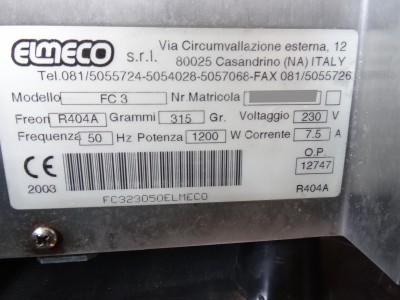 ELMECO s.r.l. Via Circumvallazione esterna, 12
80025 Casandrino (NA) ITALY
Tel.081/5055724-5054028-5057068-FAX 081/5055726
Modello FC 3 Nr Matricola
Freon R404A Grammi 315 Gr. Voltaggio 230 V
Frequenza 50 Hz Potenza 1200 W Corrente 7.5 A
CE O.P.
12747
2003 R404A
FC323050ELMECO